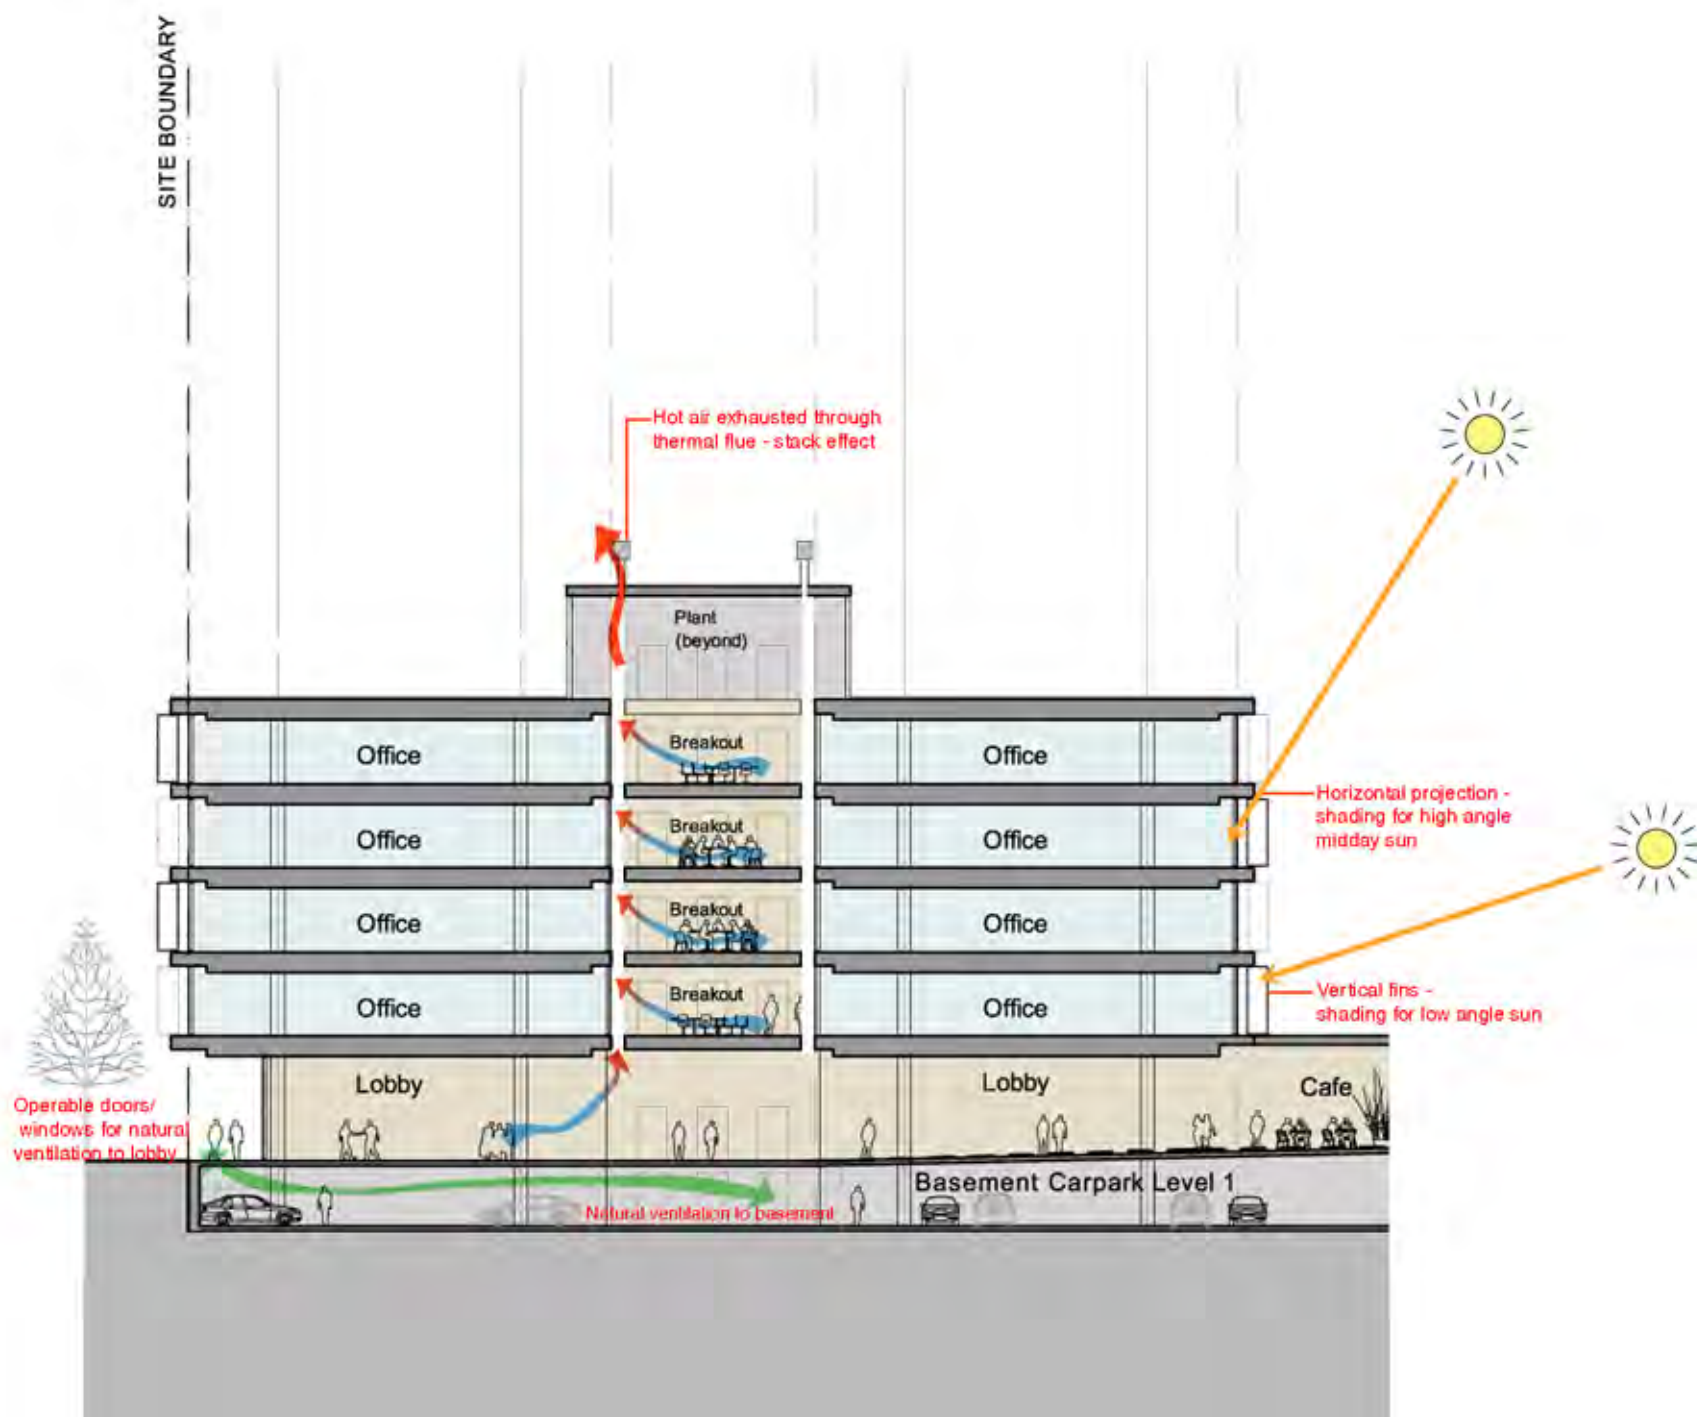 SITE BOUNDARY
Hot air exhausted through
thermal flue - stack effect
Plant
(beyond)
Office
Breakout
Office
Horizontal projection -
shading for high angle
midday sun
Office
Breakout
Office
Office
Breakout
Office
Office
Breakout
Office
Vertical fins -
shading for low angle sun
Lobby
Lobby
Cafe
Operable doors/
windows for natural
ventilation to lobby
Basement Carpark Level 1
Natural ventilation to basement